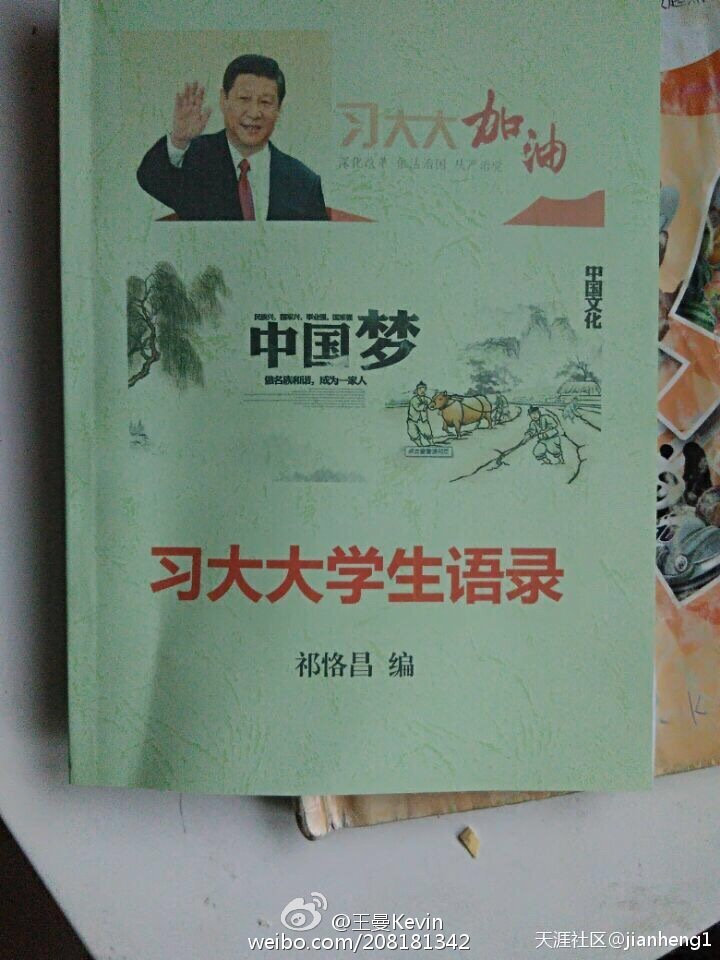 习大大加油
深化改革 依法治国 从严治党
中国文化
民族兴，国家兴，事业强，国家强
中国梦
做名族和谐，成为一家人
习大大学生语录
祁恪昌 编
@王曼Kevin
weibo.com/208181342
天涯社区@jianheng1